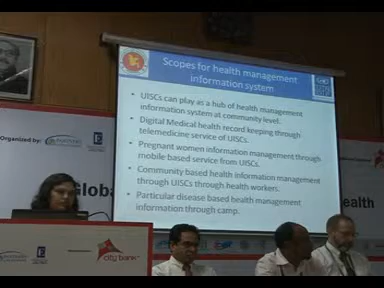 Scopes for health management
information system
• UISCs can play as a hub of health management
information system at community level.
• Digital Medical health record keeping through
telemedicine service of UISCs.
• Pregnant women information management through
mobile based service from UISCs.
• Community based health information management
through UISCs through health workers.
• Particular disease based health management
information through camp.
Organized by:
Globa
ealth
city bank